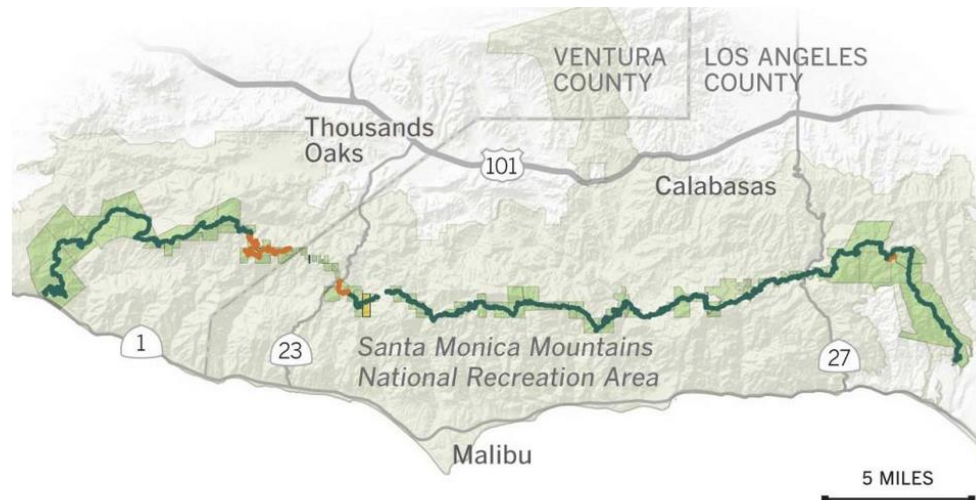 VENTURA
COUNTY
LOS ANGELES
COUNTY
Thousands
Oaks
101
Calabasas
1
23
Santa Monica Mountains
National Recreation Area
27
Malibu
5 MILES